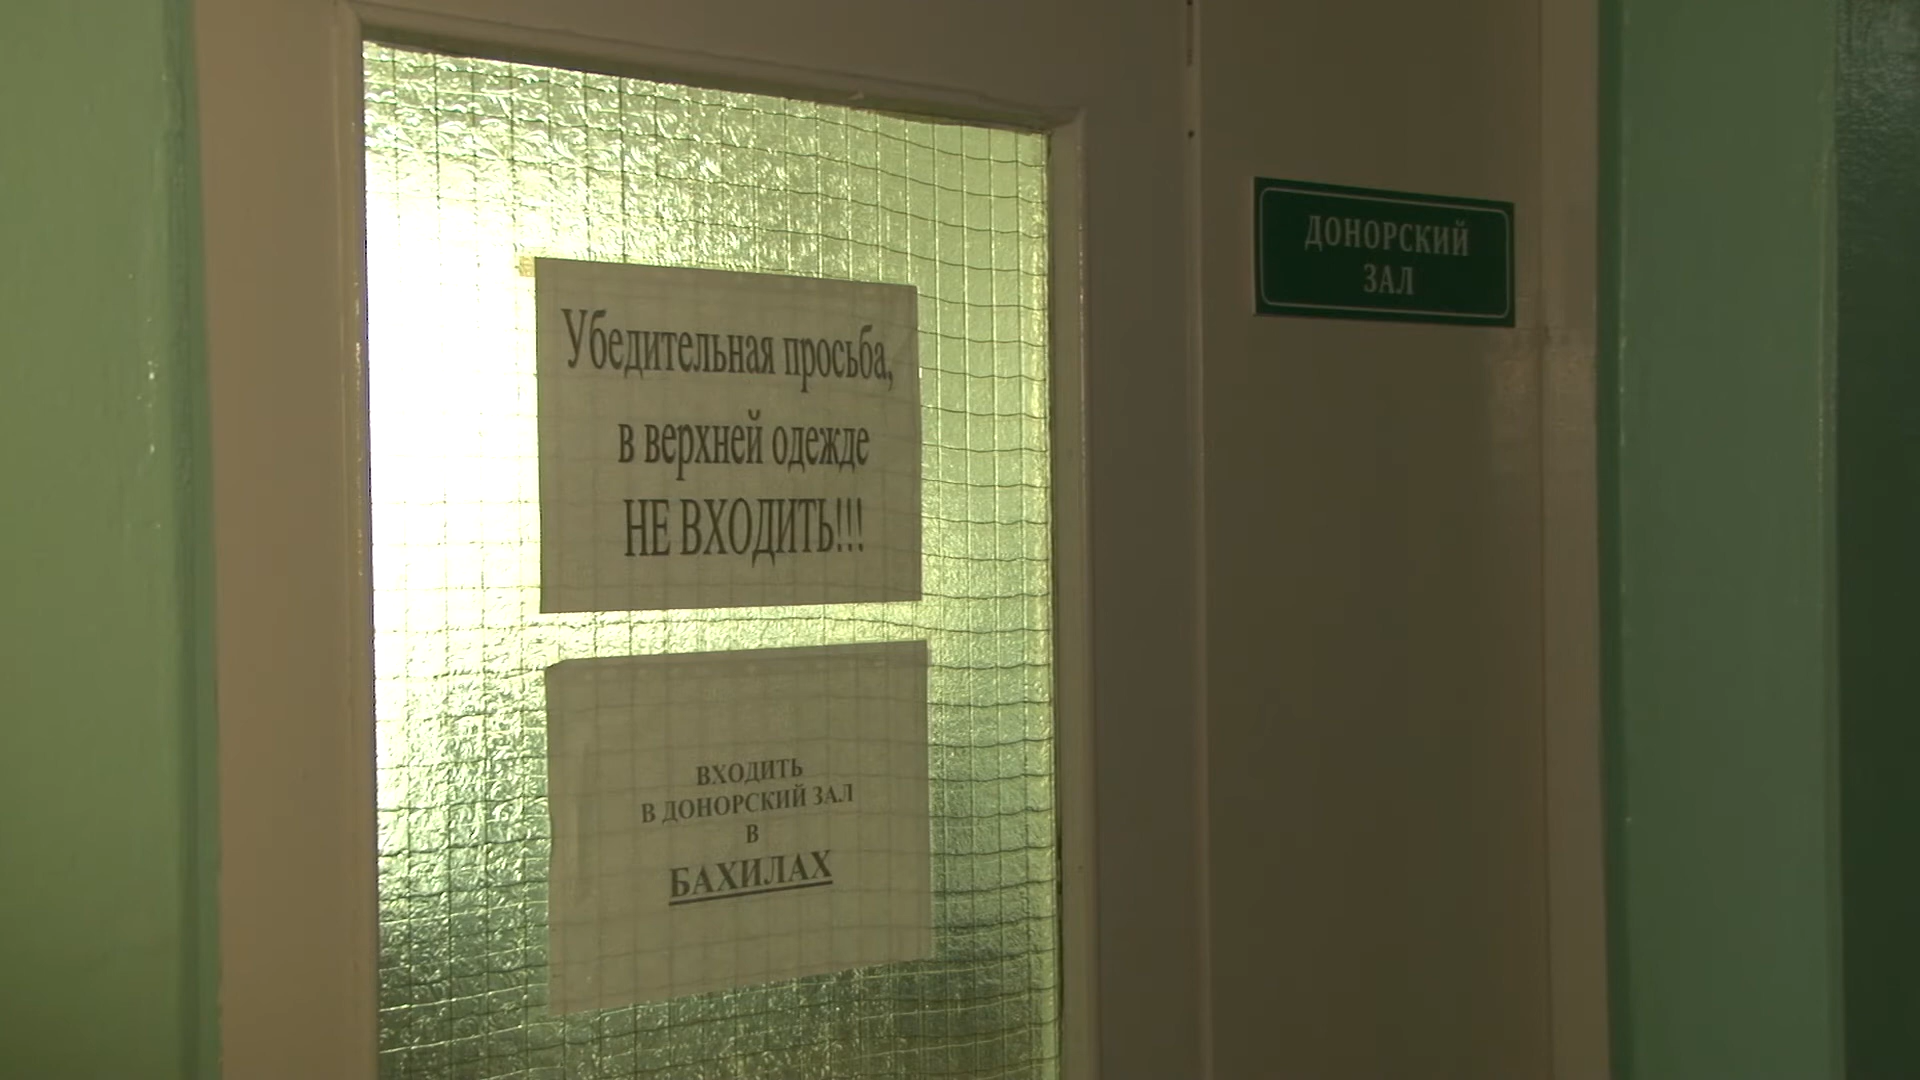 Убедительная просьба,
в верхней одежде
НЕ ВХОДИТЬ!!!
ВХОДИТЬ
В ДОНОРСКИЙ ЗАЛ
В
БАХИЛАХ
ДОНОРСКИЙ
ЗАЛ